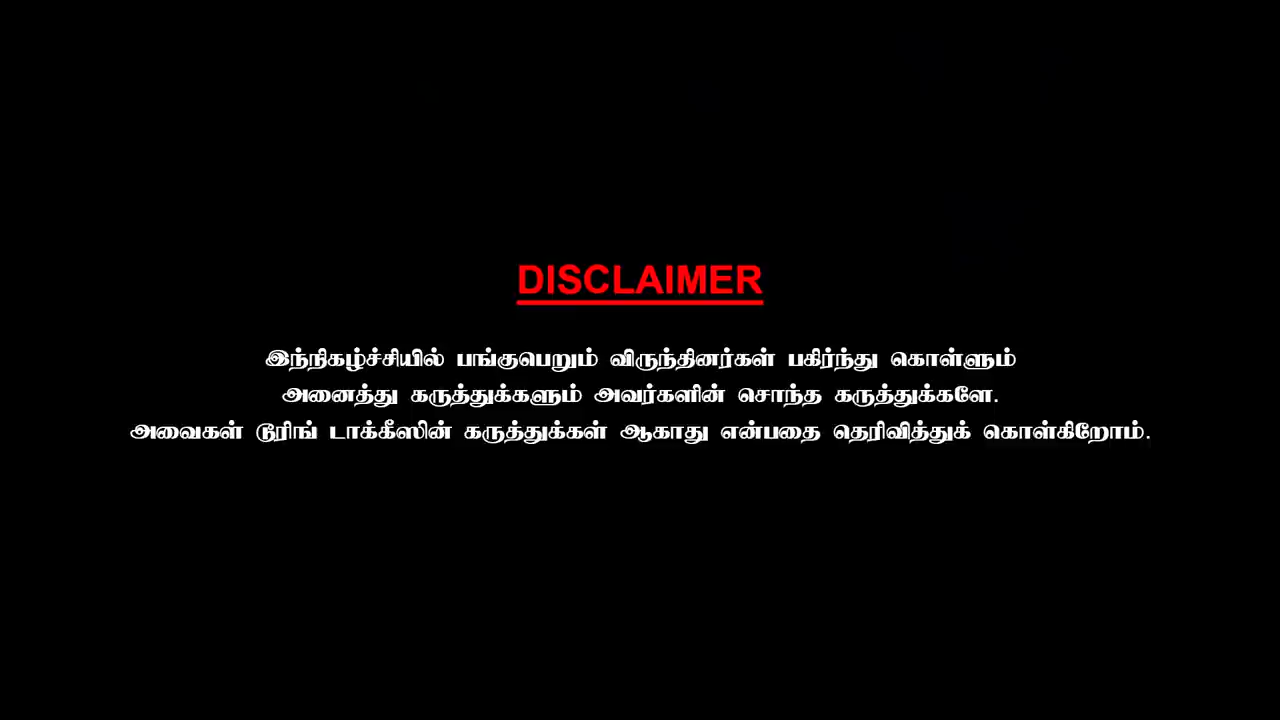 DISCLAIMER
இந்நிகழ்ச்சியில் பங்குபெறும் விருந்தினர்கள் பகிர்ந்து கொள்ளும்
அனைத்து கருத்துக்களும் அவர்களின் சொந்த கருத்துக்களே.
அவைகள் டூரிங் டாக்கீஸின் கருத்துக்கள் ஆகாது என்பதை தெரிவித்துக் கொள்கிறோம்.